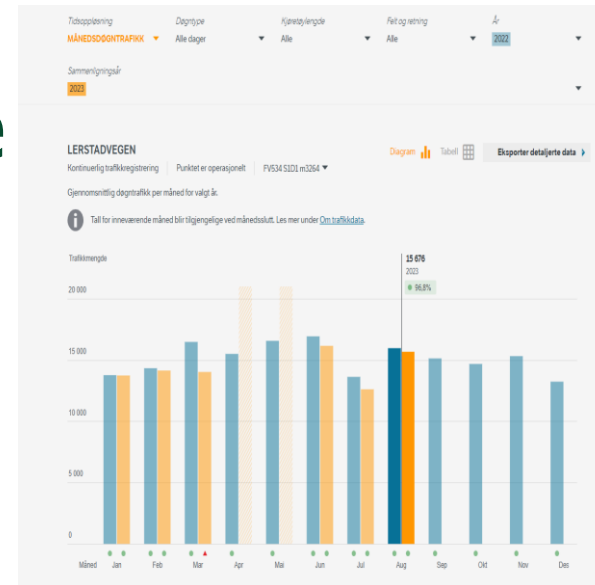 Tidsoppløsning Døgntype Kjøretøylengde Felt og retning År
MÅNEDSDØGNTRAFIKK Alle dager Alle Alle 2022
Sammenligningsår
2023
e
LERSTADVEGEN
Diagram Tabell Eksporter detaljerte data
Kontinuerlig trafikkregistrering Punktet er operasjonelt FV534 S1D1 m3264
Gjennomsnittlig døgntrafikk per måned for valgt år.
Tall for inneværende måned blir tilgjengelige ved månedsslutt. Les mer under Om trafikkdata.
Trafikkmengde
15 676
2023
96,8%
20 000
15 000
10 000
5 000
0
Måned Jan Feb Mar Apr Mai Jun Jul Aug Sep Okt Nov Des